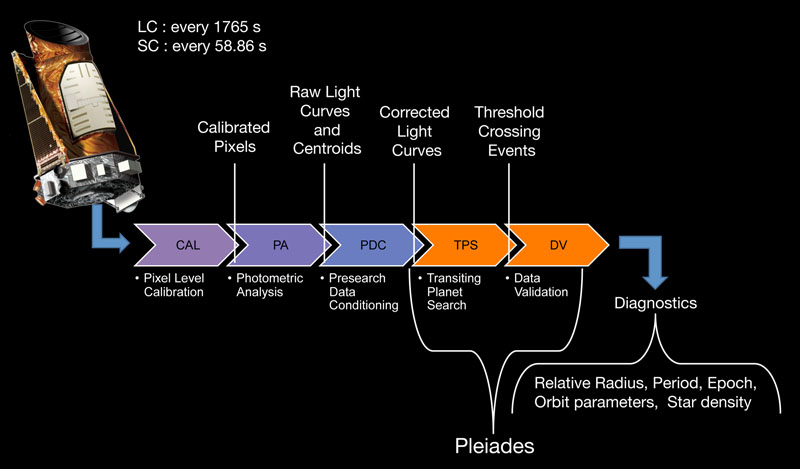 LC : every 1765 s
SC : every 58.86 s
Calibrated
Pixels
Raw Light
Curves
and
Centroids
Corrected
Light
Curves
Threshold
Crossing
Events
CAL
PA
PDC
TPS
DV
• Pixel Level
Calibration
• Photometric
Analysis
• Presearch
Data
Conditioning
• Transiting
Planet
Search
• Data
Validation
Diagnostics
Relative Radius, Period, Epoch,
Orbit parameters, Star density
Pleiades